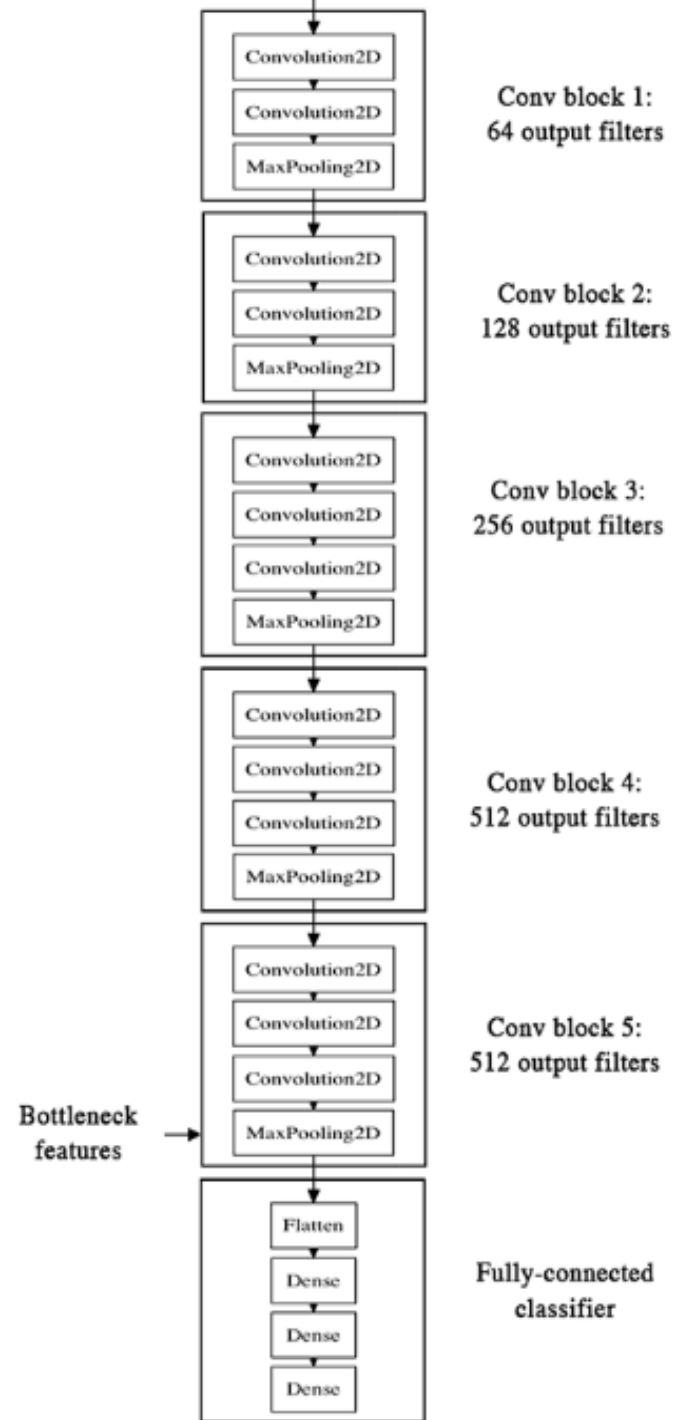 Convolution2D
Convolution2D
MaxPooling2D
Conv block 1:
64 output filters
Convolution2D
Convolution2D
MaxPooling2D
Conv block 2:
128 output filters
Convolution2D
Convolution2D
Convolution2D
MaxPooling2D
Conv block 3:
256 output filters
Convolution2D
Convolution2D
Convolution2D
MaxPooling2D
Conv block 4:
512 output filters
Convolution2D
Convolution2D
Convolution2D
MaxPooling2D
Conv block 5:
512 output filters
Bottleneck
features
Flatten
Dense
Dense
Dense
Fully-connected
classifier